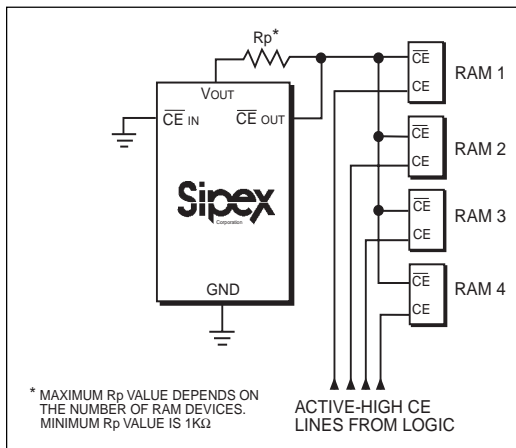 Rp*
VOUT
CE IN
CE OUT
Sipex
Corporation
GND
CE
CE
RAM 1
CE
CE
RAM 2
CE
CE
RAM 3
CE
CE
RAM 4
* MAXIMUM Rp VALUE DEPENDS ON
THE NUMBER OF RAM DEVICES.
MINIMUM Rp VALUE IS 1KΩ
ACTIVE-HIGH CE
LINES FROM LOGIC